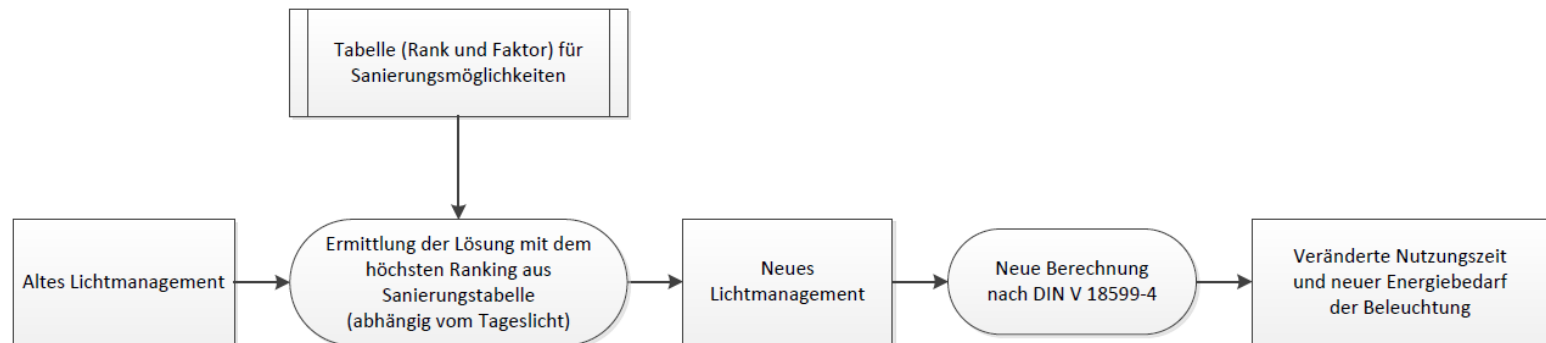 Tabelle (Rank und Faktor) für
Sanierungsmöglichkeiten
Altes Lichtmanagement
Ermittlung der Lösung mit dem
höchsten Ranking aus
Sanierungstabelle
(abhängig vom Tageslicht)
Neues
Lichtmanagement
Neue Berechnung
nach DIN V 18599-4
Veränderte Nutzungszeit
und neuer Energiebedarf
der Beleuchtung